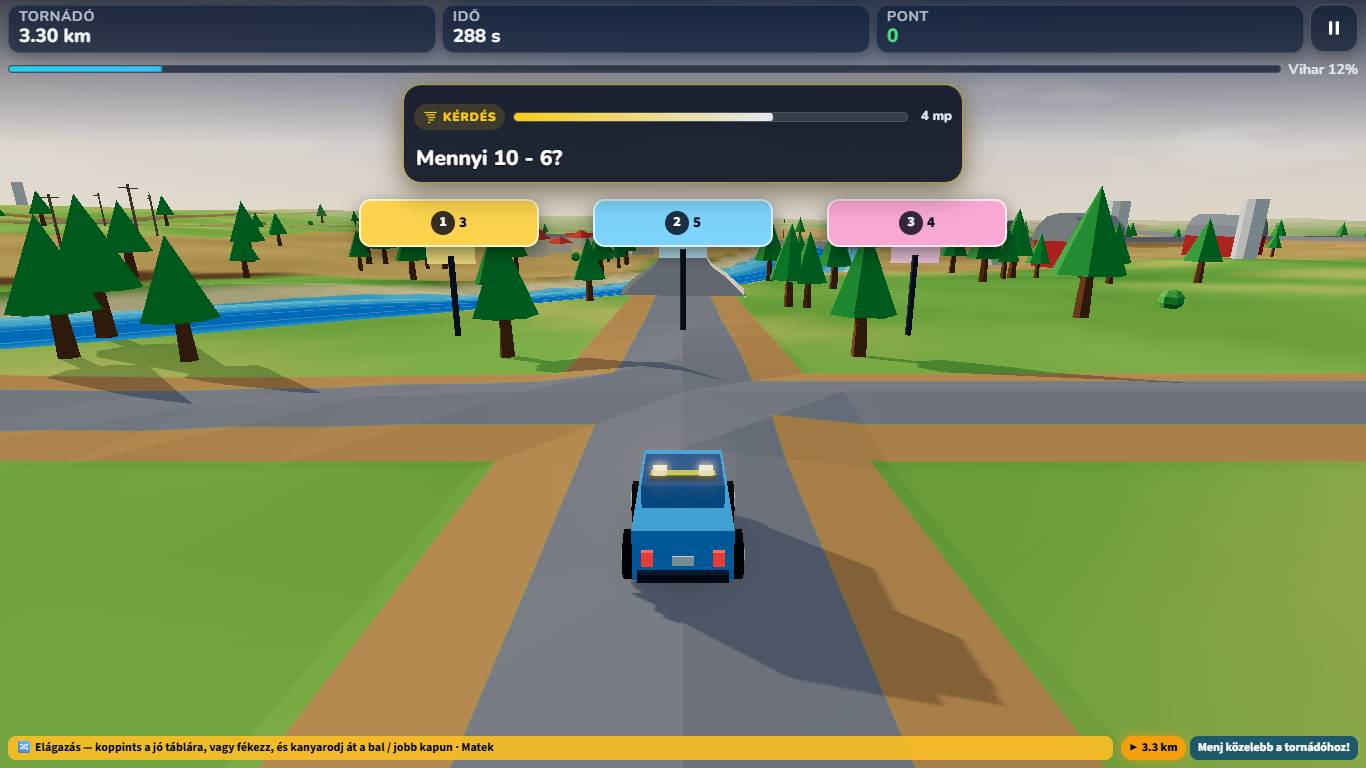 TORNÁDÓ
3.30 km
IDŐ
288 s
PONT
0
Vihar 12%
KÉRDÉS
4 mp
Mennyi 10 - 6?
1 3
2 5
3 4
Elágazás — koppints a jó táblára, vagy fékezz, és kanyarodj át a bal / jobb kapun · Matek
► 3.3 km
Menj közelebb a tornádóhoz!